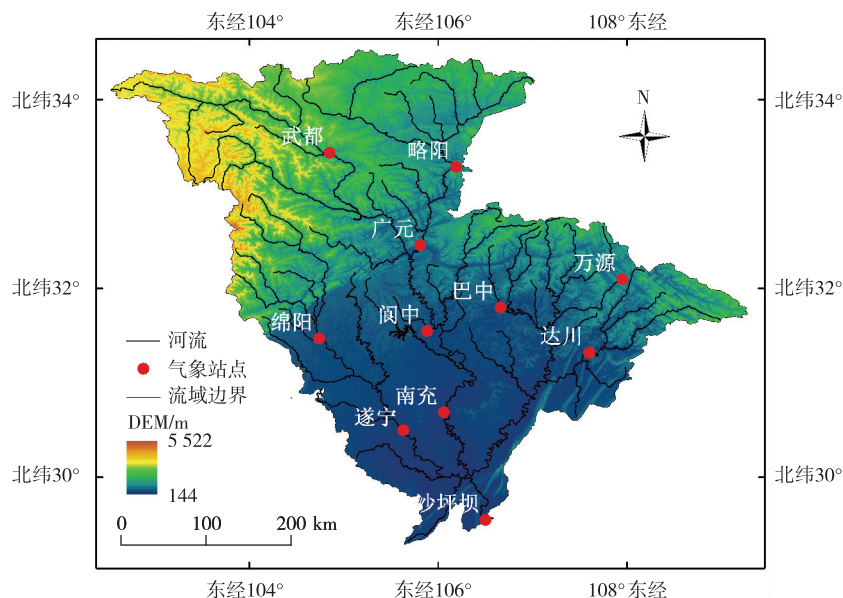 东经104° 东经106° 108°东经
北纬34° 北纬34°
N
武都
略阳
广元
万源
北纬32° 北纬32°
巴中
绵阳
阆中
达川
河流
气象站点
流域边界
南充
遂宁
DEM/m
5 522
144
北纬30° 北纬30°
沙坪坝
0 100 200 km
东经104° 东经106° 108°东经